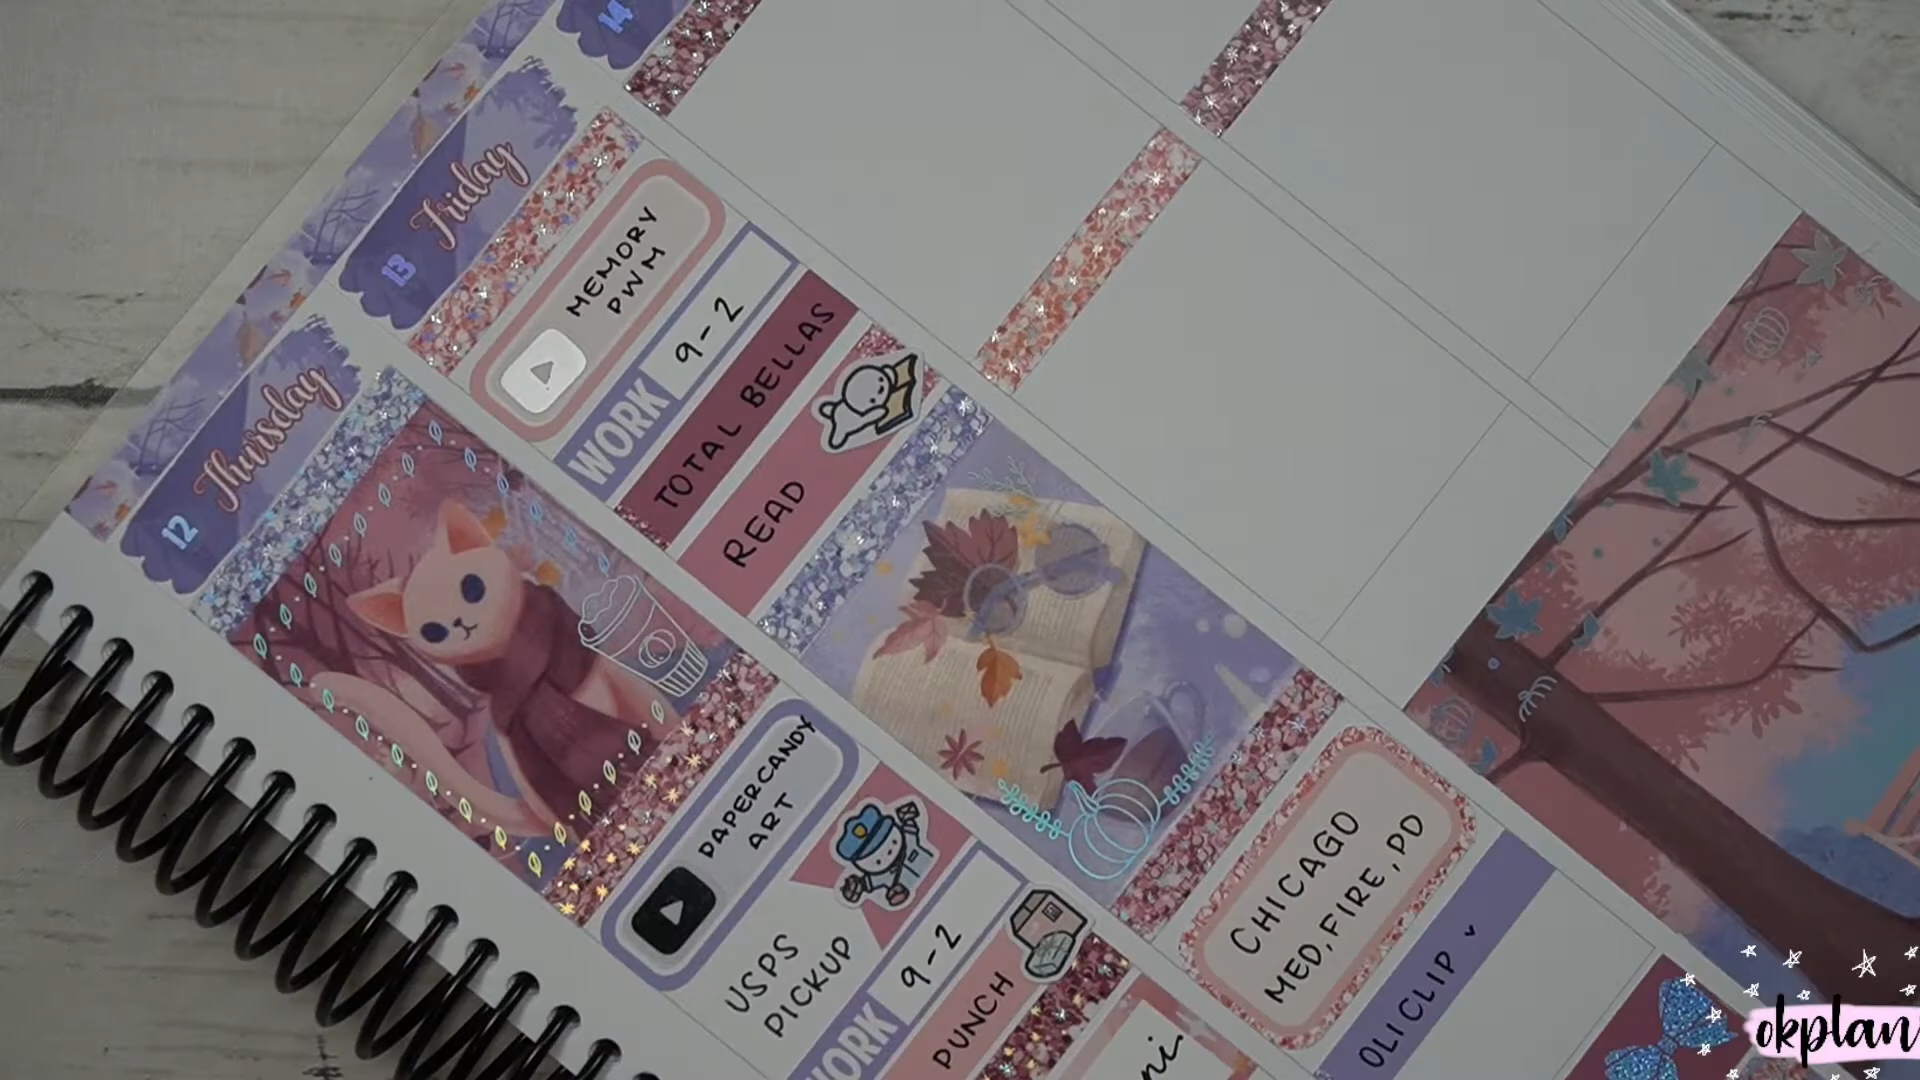 14
13 Friday
MEMORY
PWM
WORK 9-2
TOTAL BELLAS
READ
12 Thursday
PAPERCANDY
ART
USPS
PICKUP
WORK 9-2
PUNCH
CHICAGO
MED, FIRE, PD
OLICLIP
okplan